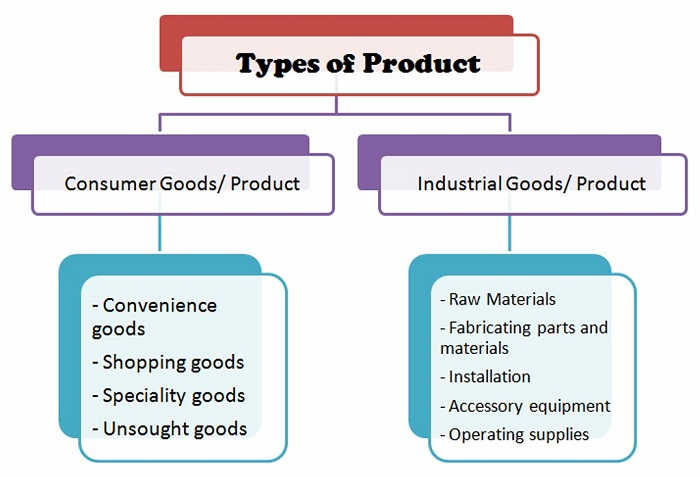 Types of Product
Consumer Goods/ Product
Industrial Goods/ Product
- Convenience
goods
- Shopping goods
- Speciality goods
- Unsought goods
- Raw Materials
- Fabricating parts and
materials
- Installation
- Accessory equipment
- Operating supplies